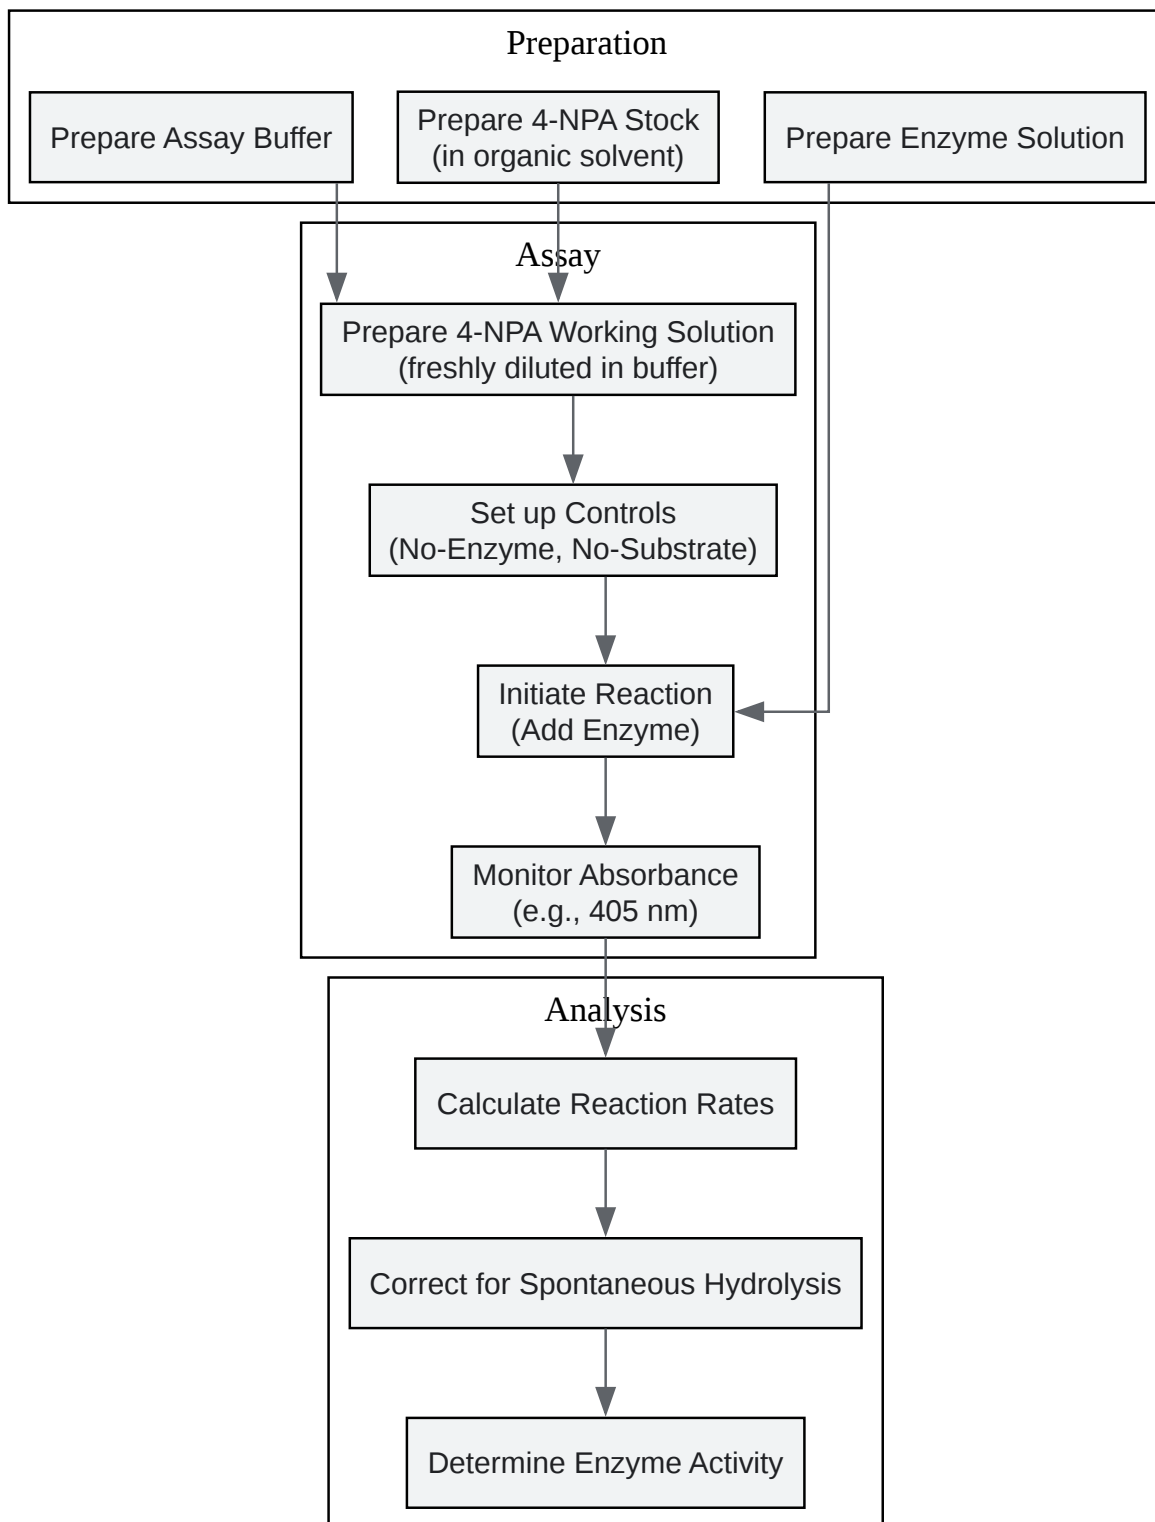 Preparation
Prepare Assay Buffer
Prepare 4-NPA Stock
(in organic solvent)
Prepare Enzyme Solution
Assay
Prepare 4-NPA Working Solution
(freshly diluted in buffer)
Set up Controls
(No-Enzyme, No-Substrate)
Initiate Reaction
(Add Enzyme)
Monitor Absorbance
(e.g., 405 nm)
Analysis
Calculate Reaction Rates
Correct for Spontaneous Hydrolysis
Determine Enzyme Activity